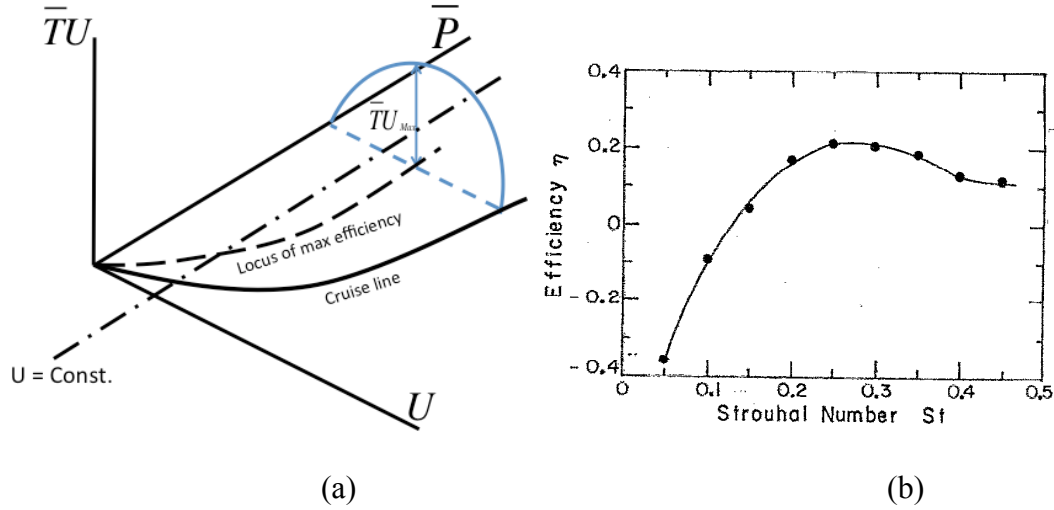 T̅U
P̅
T̅U Max
Locus of max efficiency
Cruise line
U = Const.
U
(a)
Efficiency η
0.4
0.2
0
-0.2
-0.4
0
0.1
0.2
0.3
0.4
0.5
Strouhal Number St
(b)